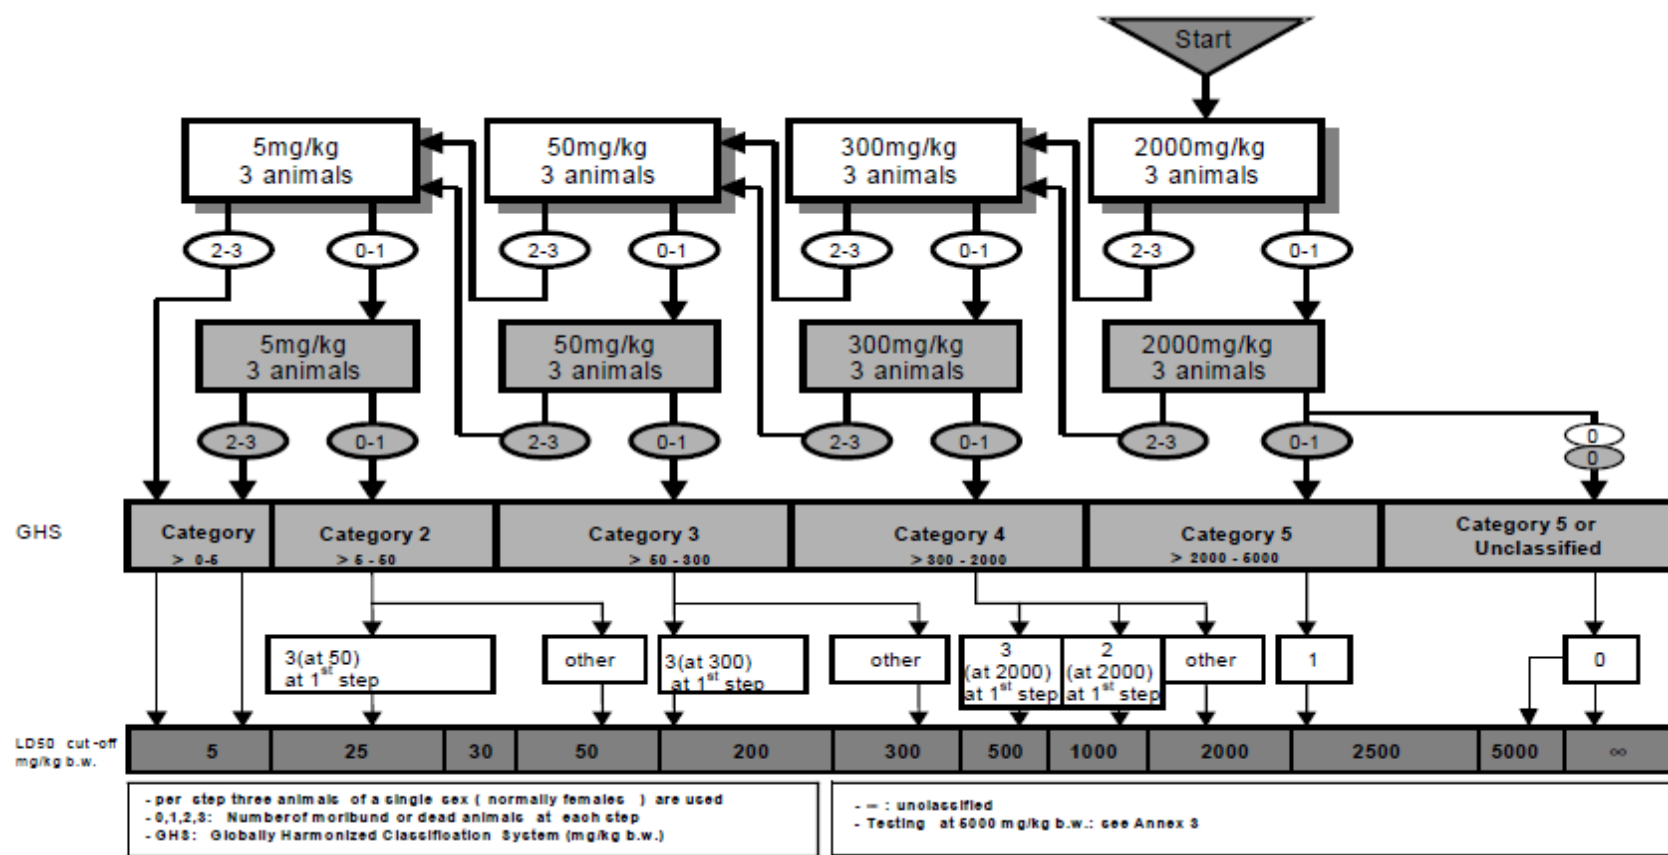 Start
5mg/kg
3 animals
50mg/kg
3 animals
300mg/kg
3 animals
2000mg/kg
3 animals
2-3
0-1
2-3
0-1
2-3
0-1
2-3
0-1
5mg/kg
3 animals
50mg/kg
3 animals
300mg/kg
3 animals
2000mg/kg
3 animals
2-3
0-1
2-3
0-1
2-3
0-1
2-3
0-1
0
0
GHS
Category
> 0-5
Category 2
> 5 - 50
Category 3
> 50 - 300
Category 4
> 300 - 2000
Category 5
> 2000 - 5000
Category 5 or
Unclassified
3(at 50)
at 1st step
other
3(at 300)
at 1st step
other
3
(at 2000)
at 1st step
2
(at 2000)
at 1st step
other
1
0
LD50 cut-off
mg/kg b.w.
5
25
30
50
200
300
500
1000
2000
2500
5000
∞
- per step three animals of a single sex ( normally females ) are used
- 0,1,2,3: Numberof moribund or dead animals at each step
- GHS: Globally Harmonized Classification System (mg/kg b.w.)
- ∞ : unclassified
- Testing at 5000 mg/kg b.w.: see Annex 3